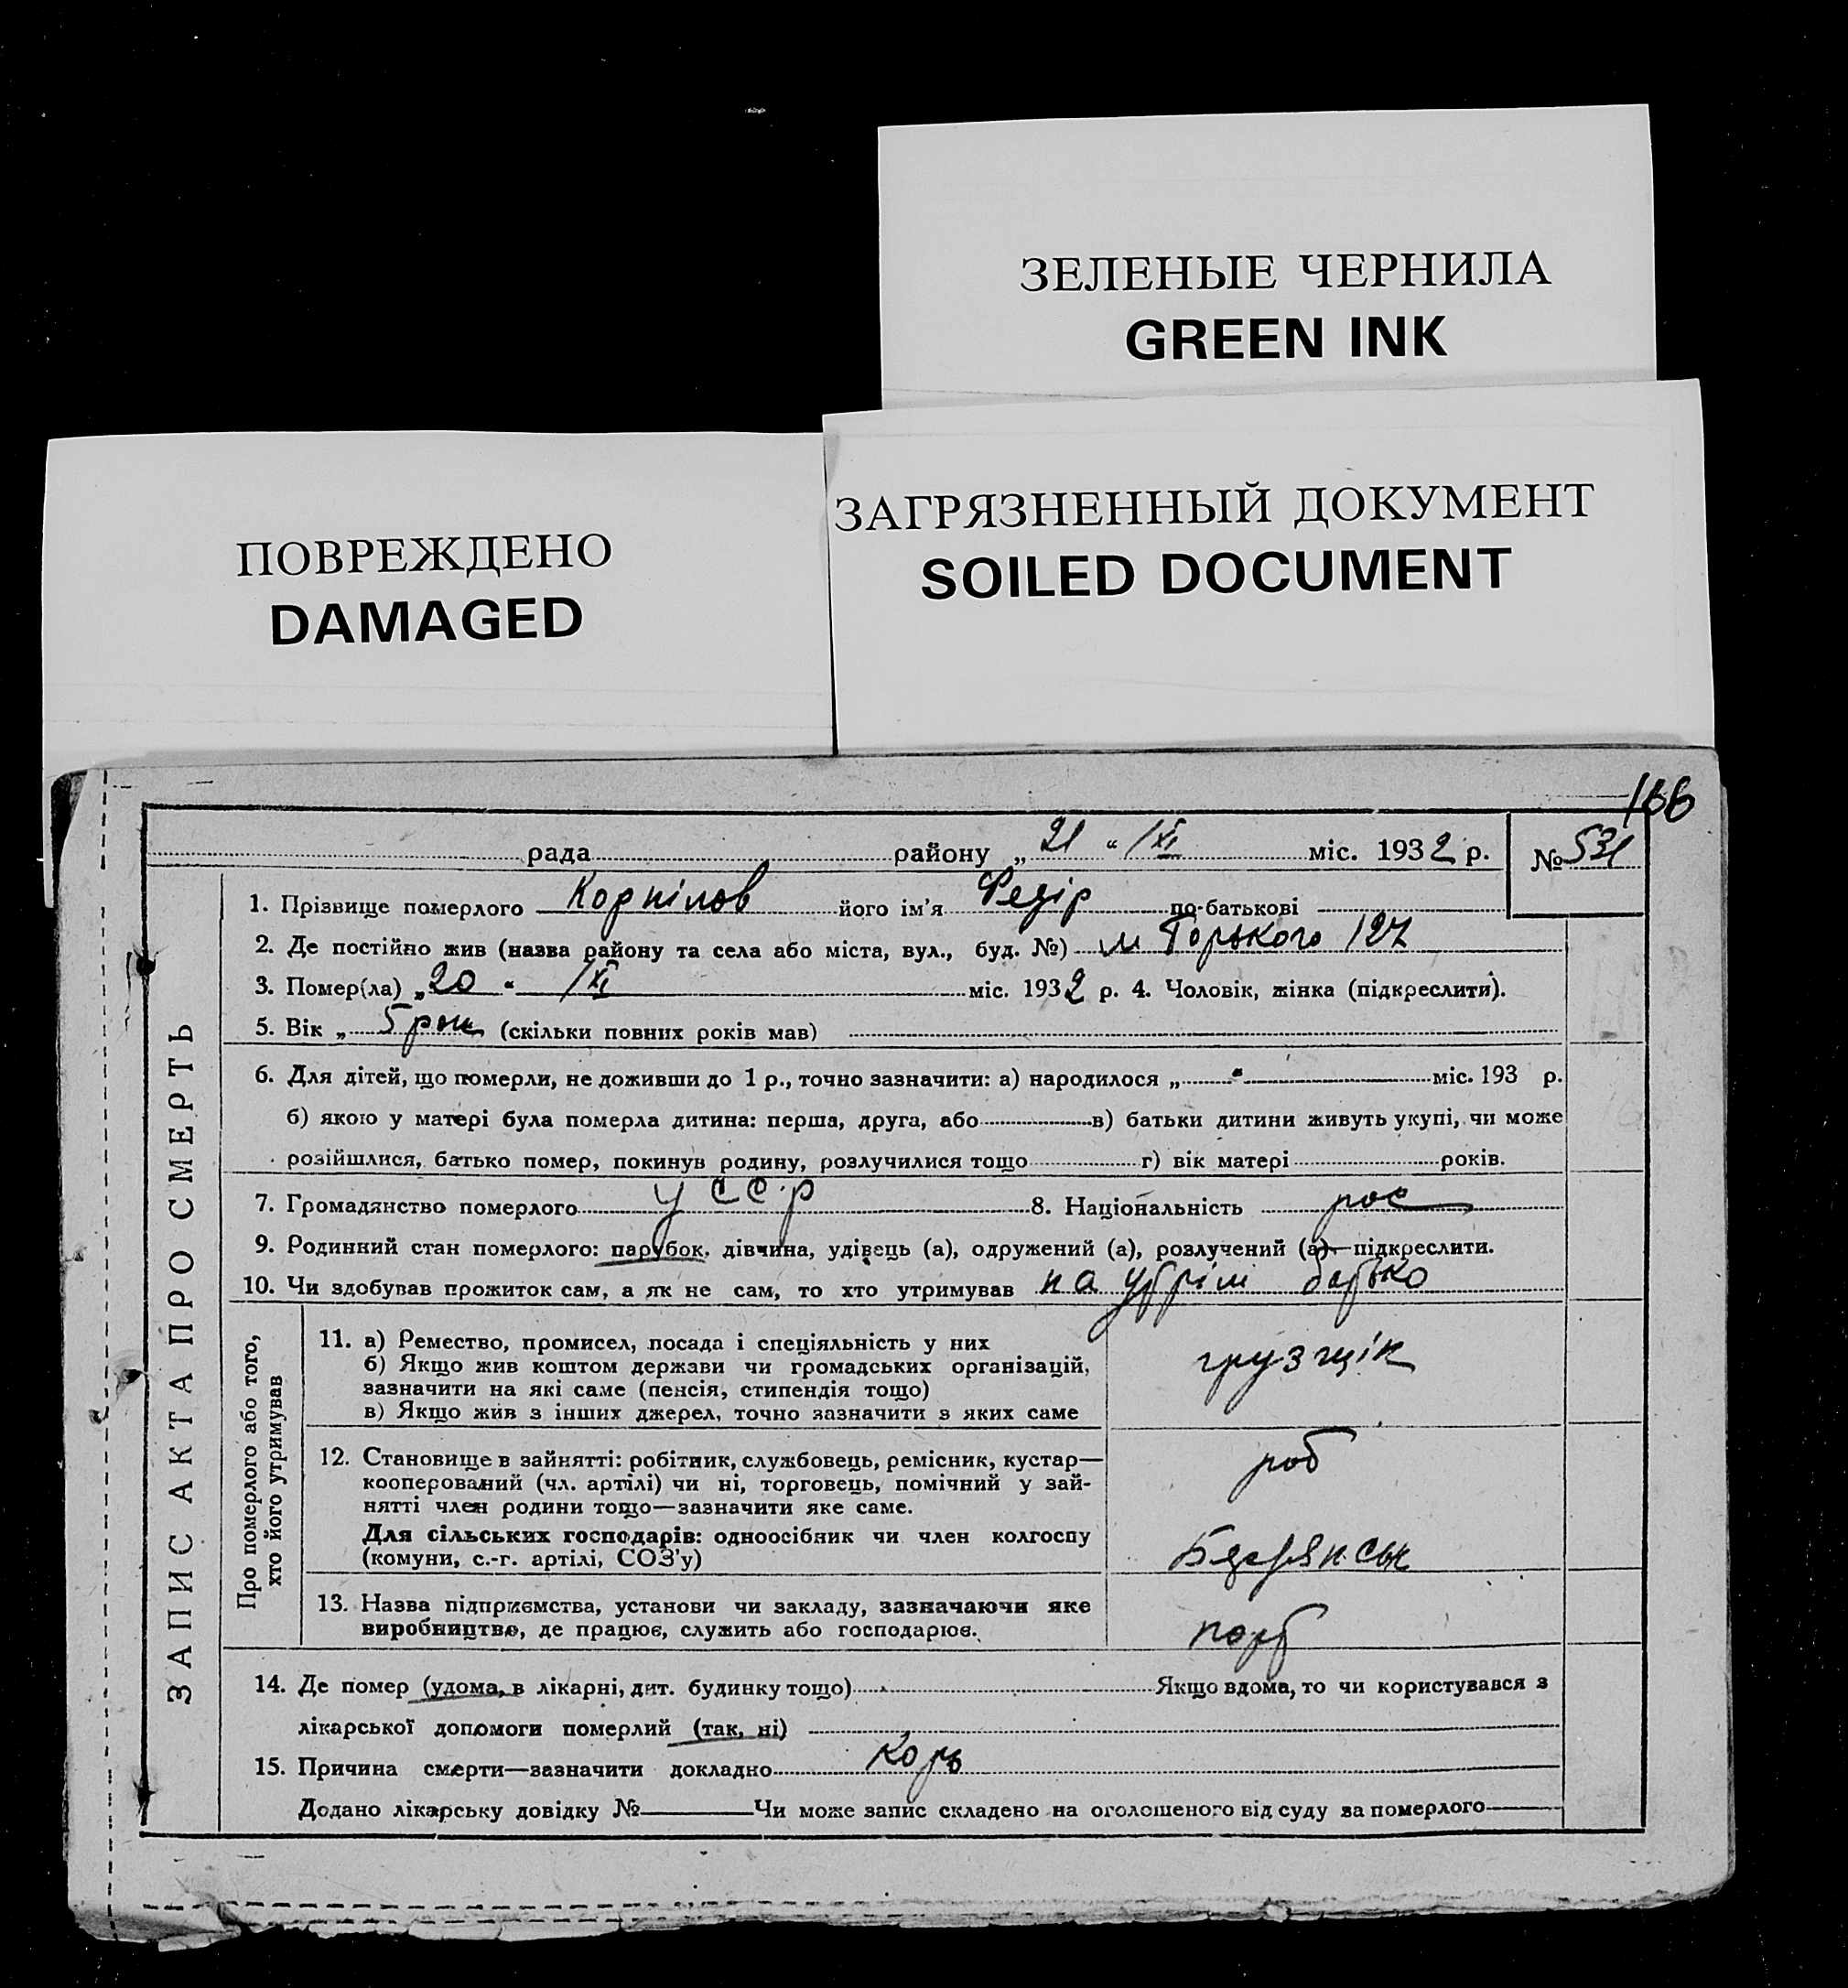 ЗЕЛЕНЫЕ ЧЕРНИЛА
GREEN INK
ЗАГРЯЗНЕННЫЙ ДОКУМЕНТ
SOILED DOCUMENT
ПОВРЕЖДЕНО
DAMAGED
166
рада района „ 21 “ IXI міс. 1932 р. № 531
ЗАПИС АКТА ПРО СМЕРТЬ
1. Прізвище померлого Корнілов його ім'я Федір по-батькові
2. Де постійно жив (назва району та села або міста, вул., буд. №) м Горького 127
3. Помер(ла) „20 “ IXI міс. 1932 р. 4. Чоловік, жінка (підкреслити).
5. Вік „ 5 рок (скільки повних років мав)
6. Для дітей, що померли, не доживши до 1 р., точно зазначити: а) народилося „ “ міс. 193 р.
б) якою у матері була померла дитина: перша, друга, або в) батьки дитини живуть укупі, чи може
розійшлися, батько помер, покинув родину, розлучилися тощо г) вік матері років.
7. Громадянство померлого УССР 8. Національність рос
9. Родинний стан померлого: парубок, дівчина, удівець (а), одружений (а), розлучений (а)—підкреслити.
10. Чи здобував прожиток сам, а як не сам, то хто утримував на утрім батько
Про померлого або того,
хто його утримував
11. а) Ремество, промисел, посада і спеціяльність у них
б) Якщо жив коштом держави чи громадських організацій,
зазначити на які саме (пенсія, стипендія тощо)
в) Якщо жив з інших джерел, точно зазначити з яких саме
грузщік
12. Становище в зайнятті: робітник, службовець, ремісник, кустар—
кооперований (чл. артілі) чи ні, торговець, помічний у зай-
нятті член родини тощо—зазначити яке саме.
Для сільських господарів: одноосібник чи член колгоспу
(комуни, с.-г. артілі, СОЗ'у)
роб
13. Назва підприємства, установи чи закладу, зазначаючи яке
виробництво, де працює, служить або господарює.
Бердянськ
порт
14. Де помер (удома, в лікарні, дит. будинку тощо) Якщо вдома, то чи користувався з
лікарської допомоги померлий (так, ні)
15. Причина смерти—зазначити докладно Корь
Додано лікарську довідку № Чи може запис складено на оголошеного від суду за померлого